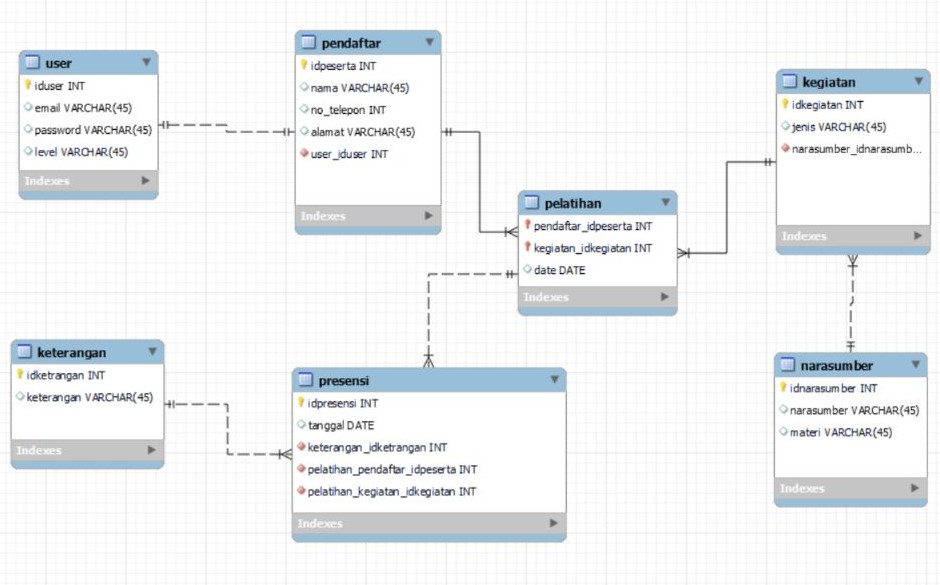 user
iduser INT
email VARCHAR(45)
password VARCHAR(45)
level VARCHAR(45)
Indexes
pendaftar
idpeserta INT
nama VARCHAR(45)
no_telepon INT
alamat VARCHAR(45)
user_iduser INT
Indexes
kegiatan
idkegiatan INT
jenis VARCHAR(45)
narasumber_idnarasumb...
Indexes
pelatihan
pendaftar_idpeserta INT
kegiatan_idkegiatan INT
date DATE
Indexes
keterangan
idketrangan INT
keterangan VARCHAR(45)
Indexes
presensi
idpresensi INT
tanggal DATE
keterangan_idketrangan INT
pelatihan_pendaftar_idpeserta INT
pelatihan_kegiatan_idkegiatan INT
Indexes
narasumber
idnarasumber INT
narasumber VARCHAR(45)
materi VARCHAR(45)
Indexes